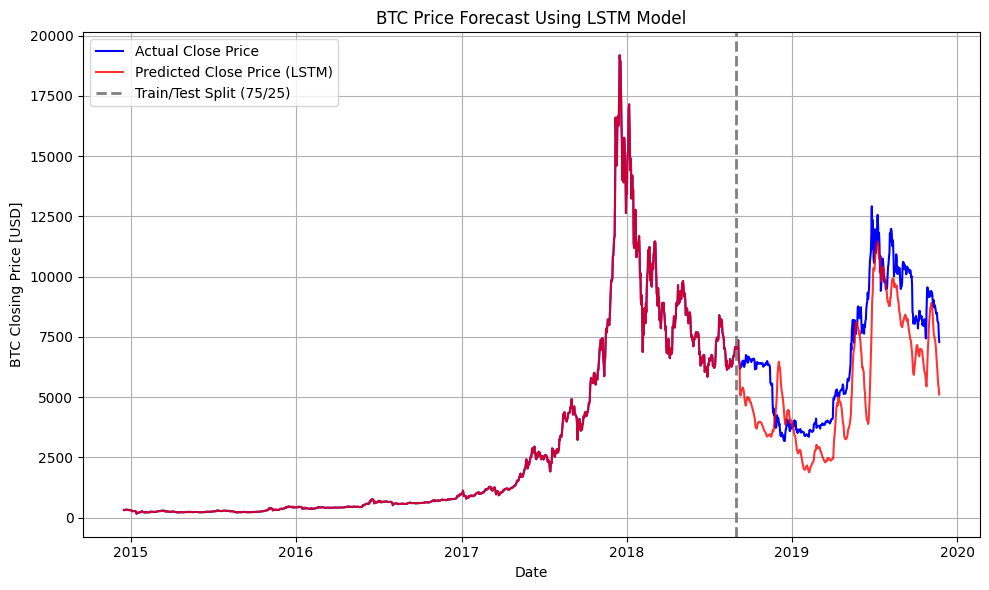 BTC Price Forecast Using LSTM Model
Actual Close Price
Predicted Close Price (LSTM)
Train/Test Split (75/25)
BTC Closing Price [USD]
20000
17500
15000
12500
10000
7500
5000
2500
0
2015
2016
2017
2018
2019
2020
Date